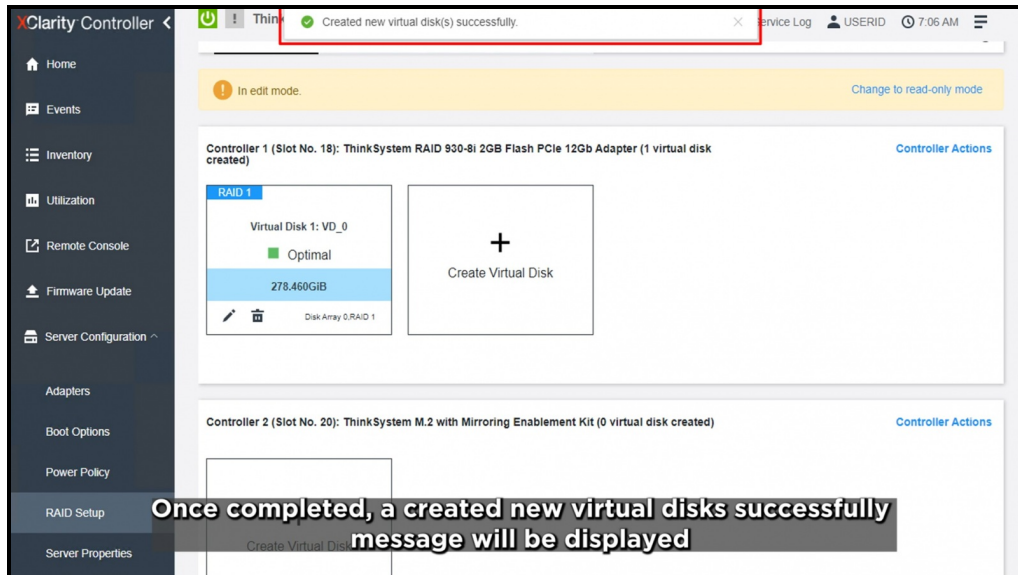 XClarity Controller
Created new virtual disk(s) successfully.
Service Log
USERID
7:06 AM
Home
Events
Inventory
Utilization
Remote Console
Firmware Update
Server Configuration
Adapters
Boot Options
Power Policy
RAID Setup
Server Properties
In edit mode.
Change to read-only mode
Controller 1 (Slot No. 18): ThinkSystem RAID 930-8i 2GB Flash PCIe 12Gb Adapter (1 virtual disk
created)
Controller Actions
RAID 1
Virtual Disk 1: VD_0
Optimal
278.460GiB
Disk Array 0,RAID 1
Create Virtual Disk
Controller 2 (Slot No. 20): ThinkSystem M.2 with Mirroring Enablement Kit (0 virtual disk created)
Controller Actions
Create Virtual Disk
Once completed, a created new virtual disks successfully
message will be displayed